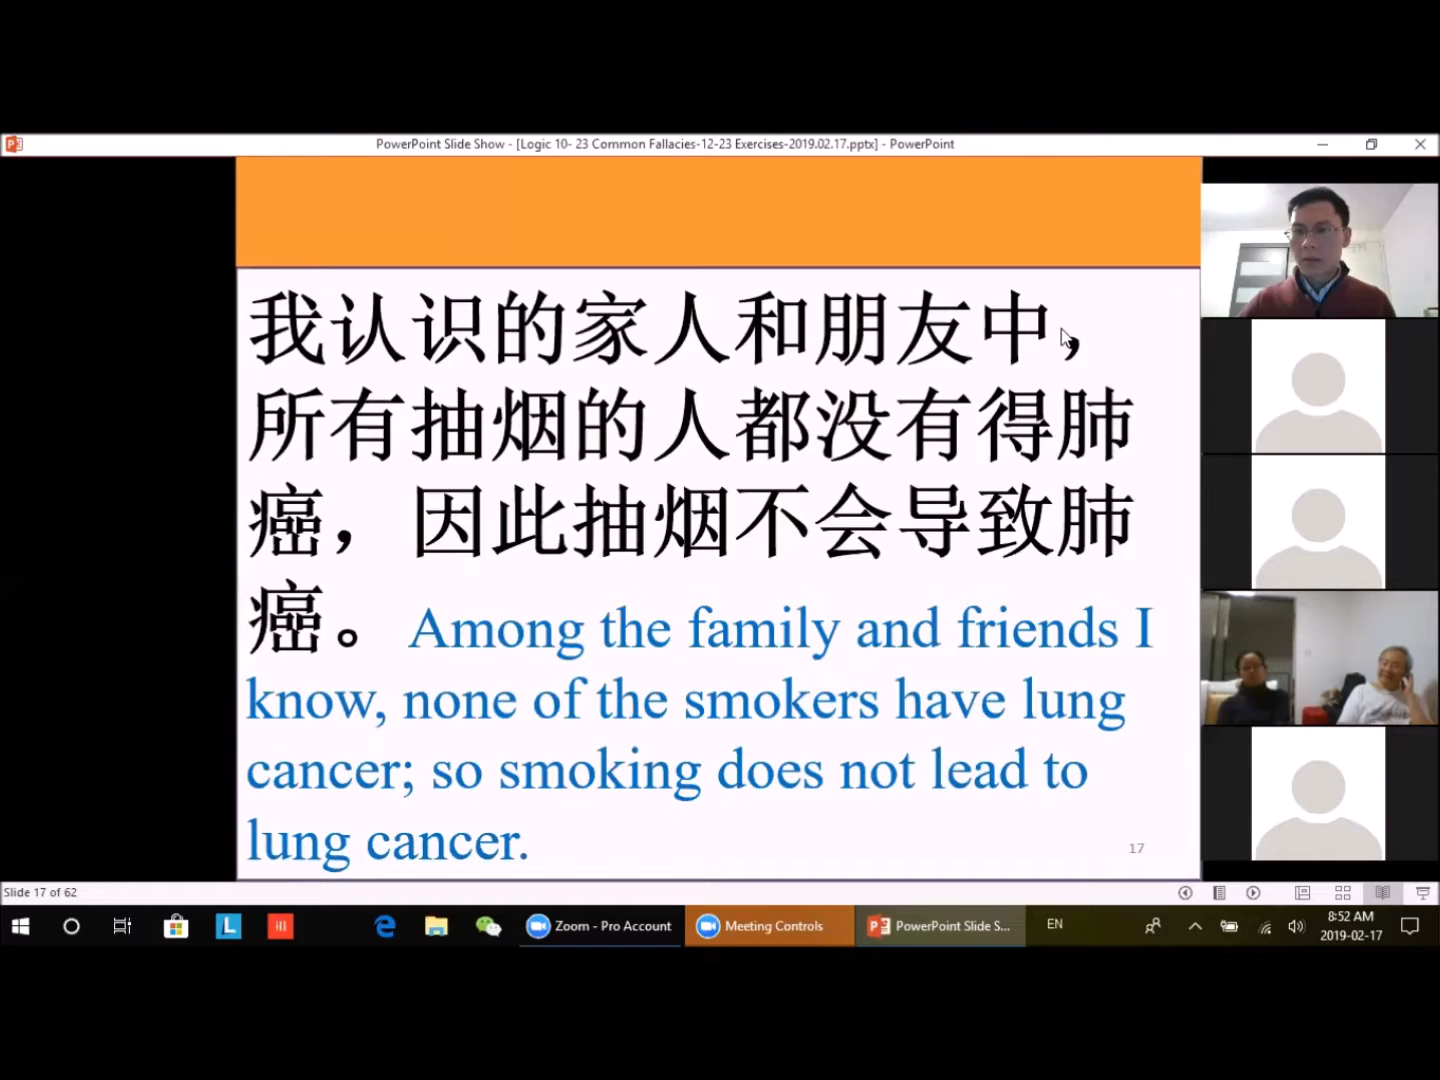 PowerPoint Slide Show - [Logic 10- 23 Common Fallacies-12-23 Exercises-2019.02.17.pptx] - PowerPoint
我认识的家人和朋友中，
所有抽烟的人都没有得肺
癌，因此抽烟不会导致肺
癌。 Among the family and friends I
know, none of the smokers have lung
cancer; so smoking does not lead to
lung cancer.
17
Slide 17 of 62
Zoom - Pro Account
Meeting Controls
PowerPoint Slide S...
EN
8:52 AM
2019-02-17